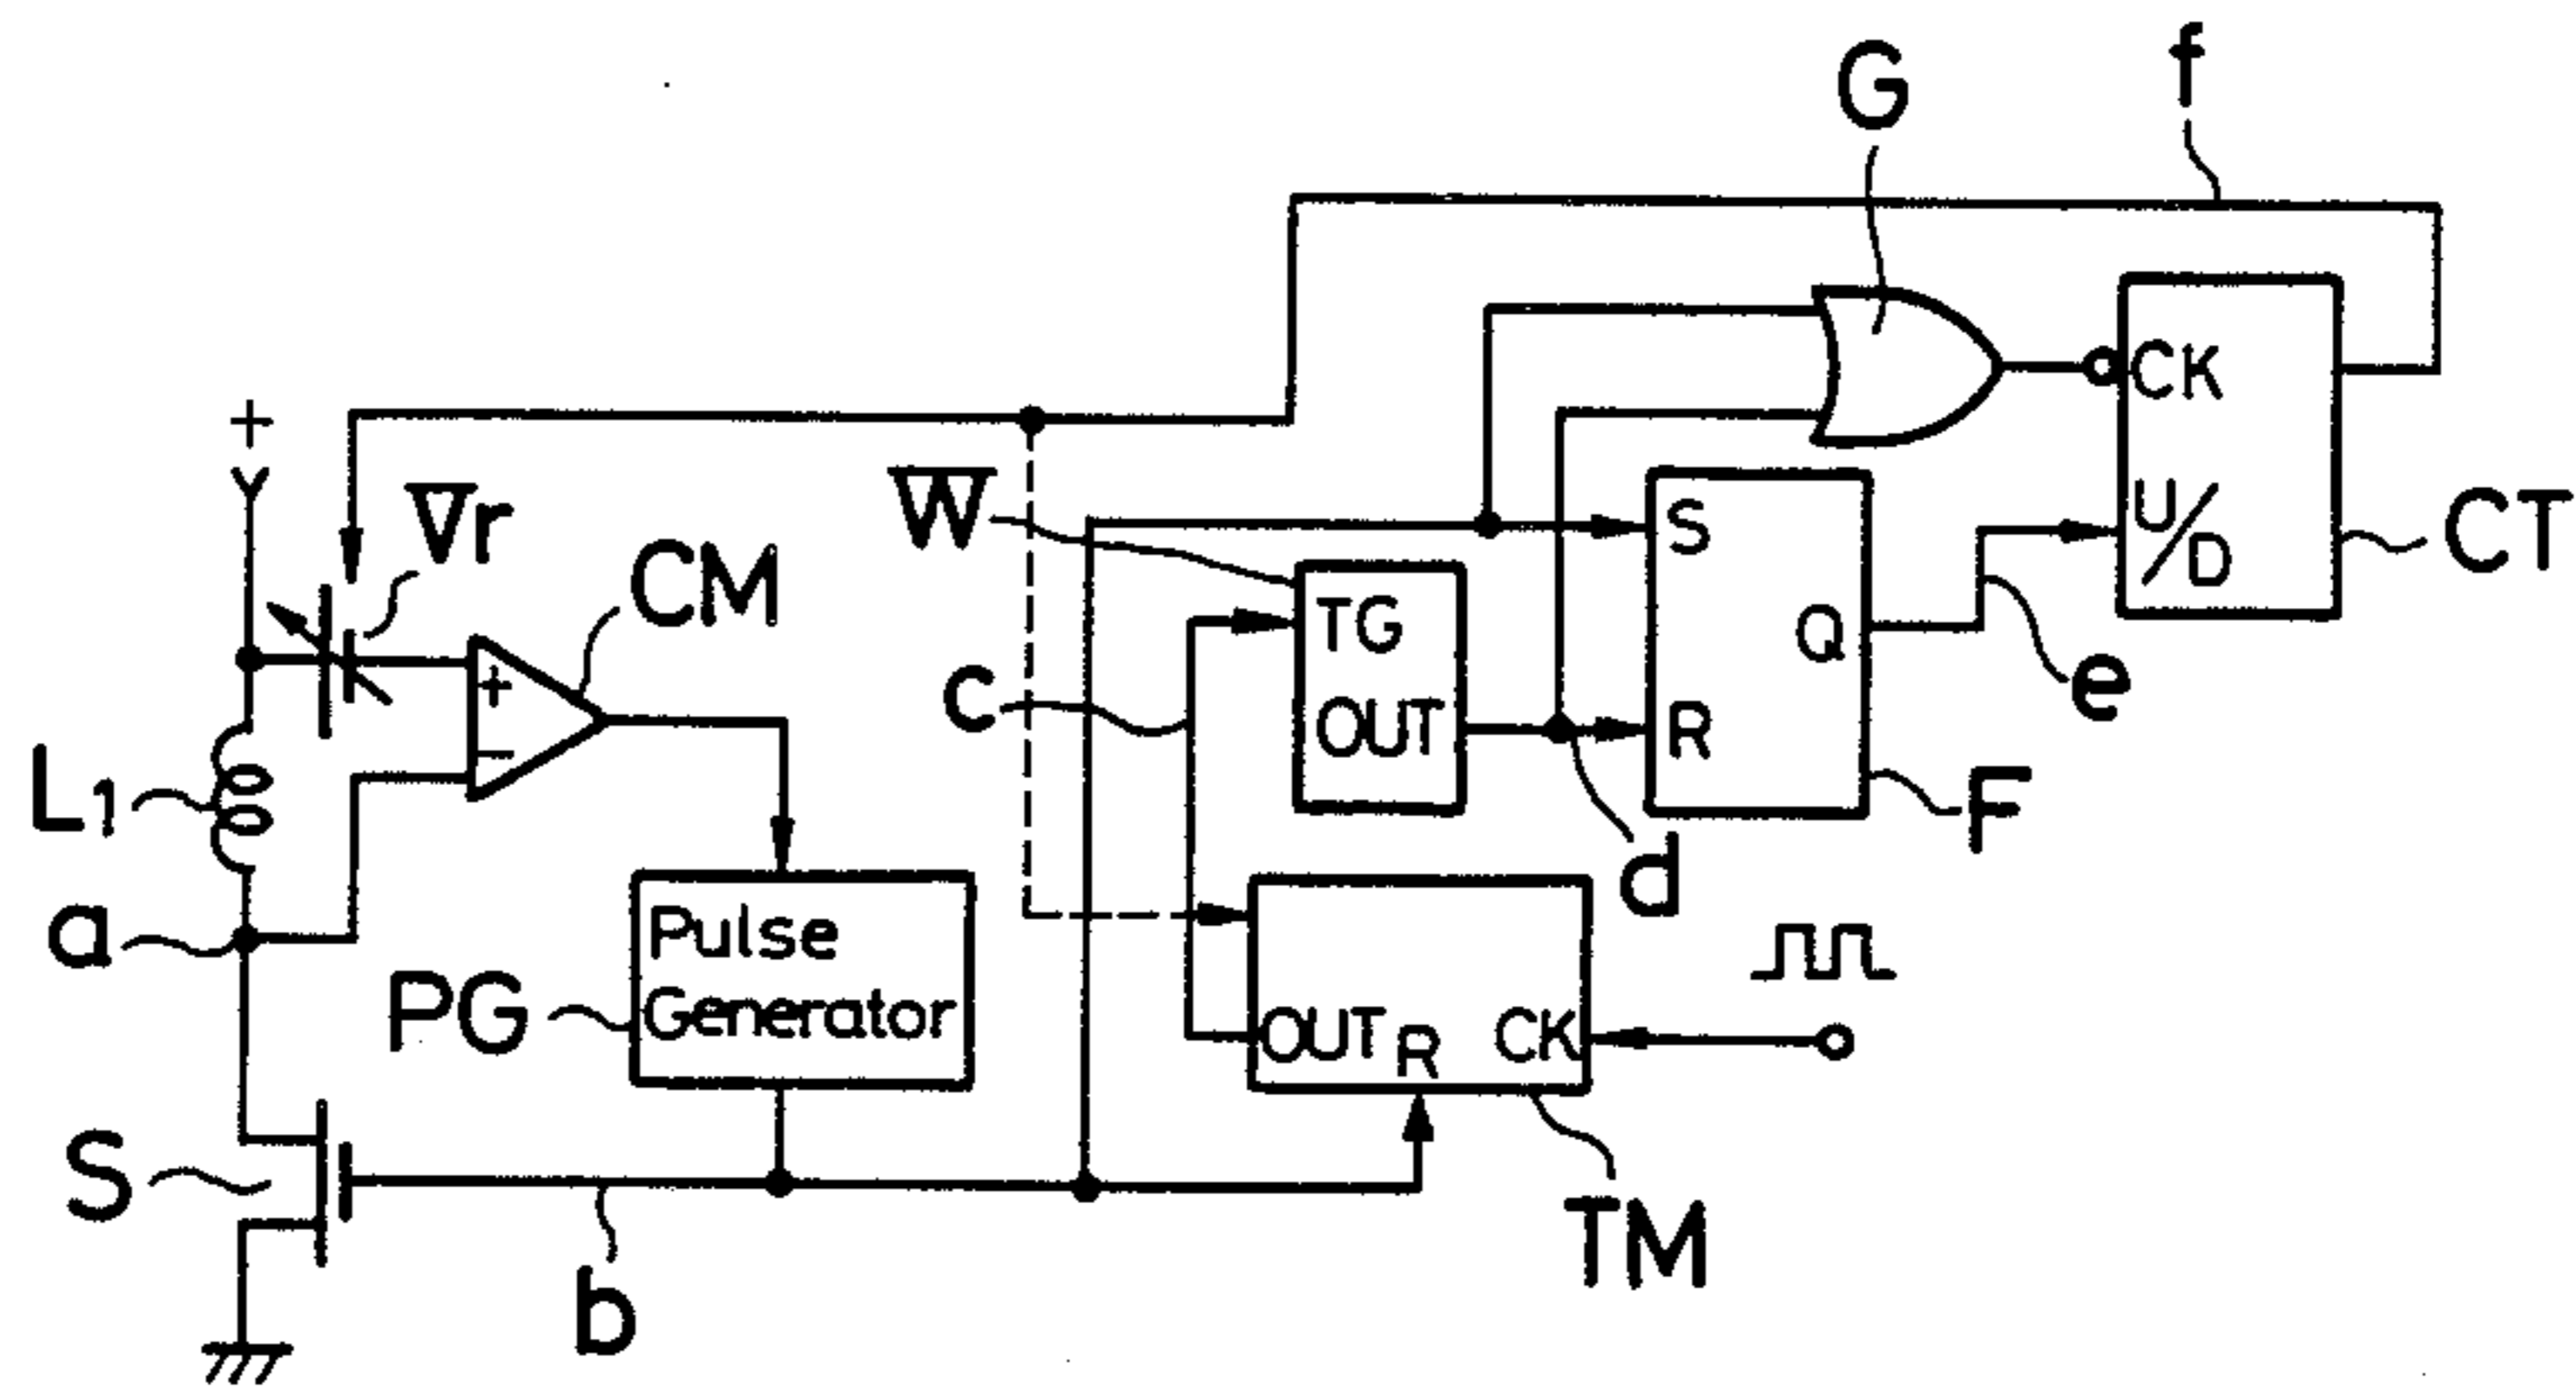 f
G
CK
U/D
CT
+
Vr
CM
W
S
TG
Q
c
OUT
R
e
+
−
L1
F
d
a
Pulse
Generator
PG
OUT
R
CK
S
b
TM